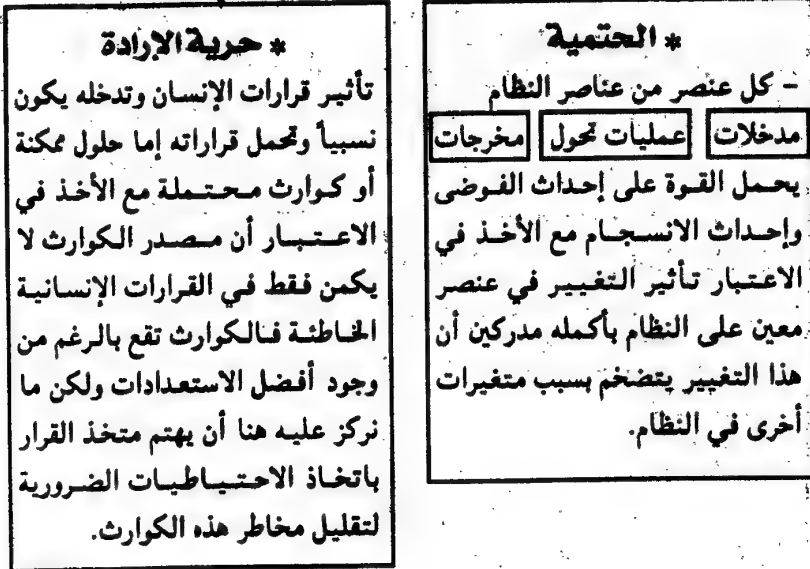 * الحتمية
- كل عنصر من عناصر النظام
مدخلات عمليات تحول مخرجات
يحمل القوة على إحداث الفوضى
وإحداث الانسجام مع الأخذ في
الاعتبار تأثير التغيير في عنصر
معين على النظام بأكمله مدركين أن
هذا التغيير يتضخم بسبب متغيرات
أخرى في النظام.
* حرية الإرادة
تأثير قرارات الإنسان وتدخله يكون
نسبياً وتحمل قراراته إما حلول ممكنة
أو كوارث محتملة مع الأخذ في
الاعتبار أن مصدر الكوارث لا
يكمن فقط في القرارات الإنسانية
الخاطئة فالكوارث تقع بالرغم من
وجود أفضل الاستعدادات ولكن ما
نركز عليه هنا أن يهتم متخذ القرار
باتخاذ الاحتياطيات الضرورية
لتقليل مخاطر هذه الكوارث.